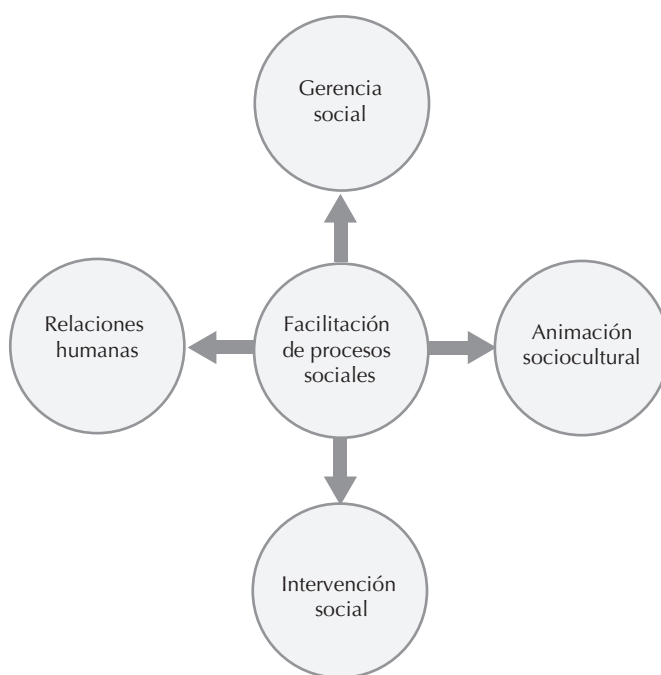 Gerencia
social
Relaciones
humanas
Facilitación
de procesos
sociales
Animación
sociocultural
Intervención
social